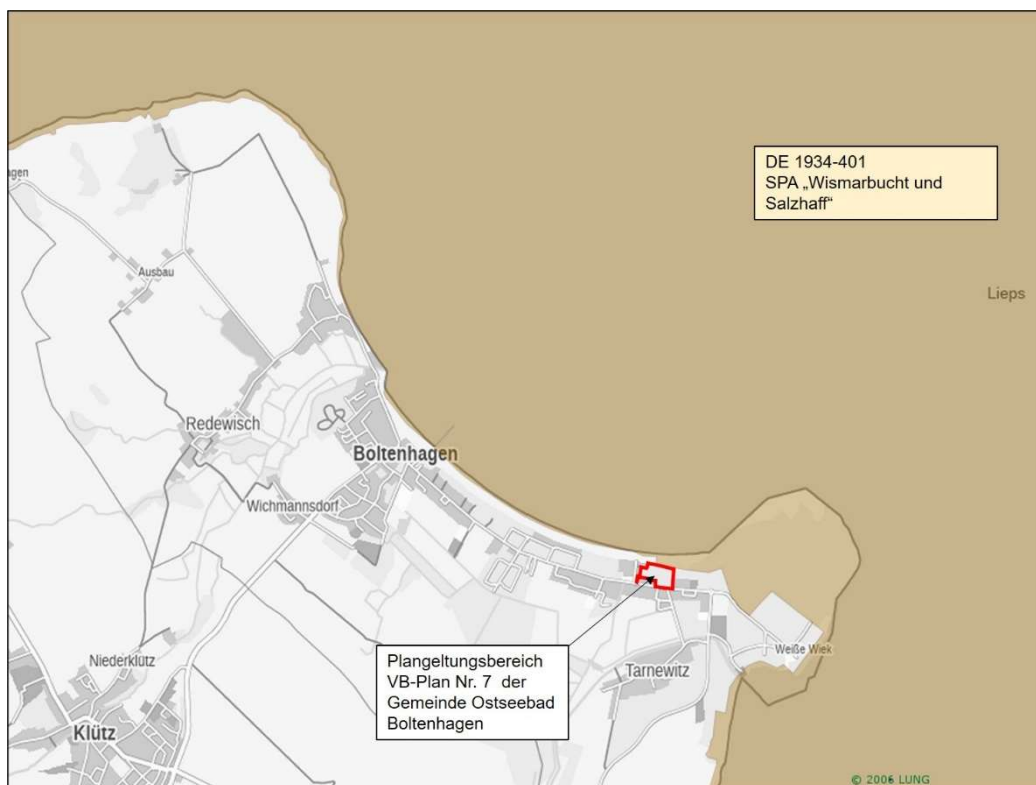 DE 1934-401
SPA „Wismarbucht und
Salzhaff“
agen
Ausbau
Lieps
Redewisch
Boltenhagen
Wichmannsdorf
Weiße Wiek
Niederklütz
Plangeltungsbereich
VB-Plan Nr. 7 der
Gemeinde Ostseebad
Boltenhagen
Tarnewitz
Klütz
© 2006 LUNG